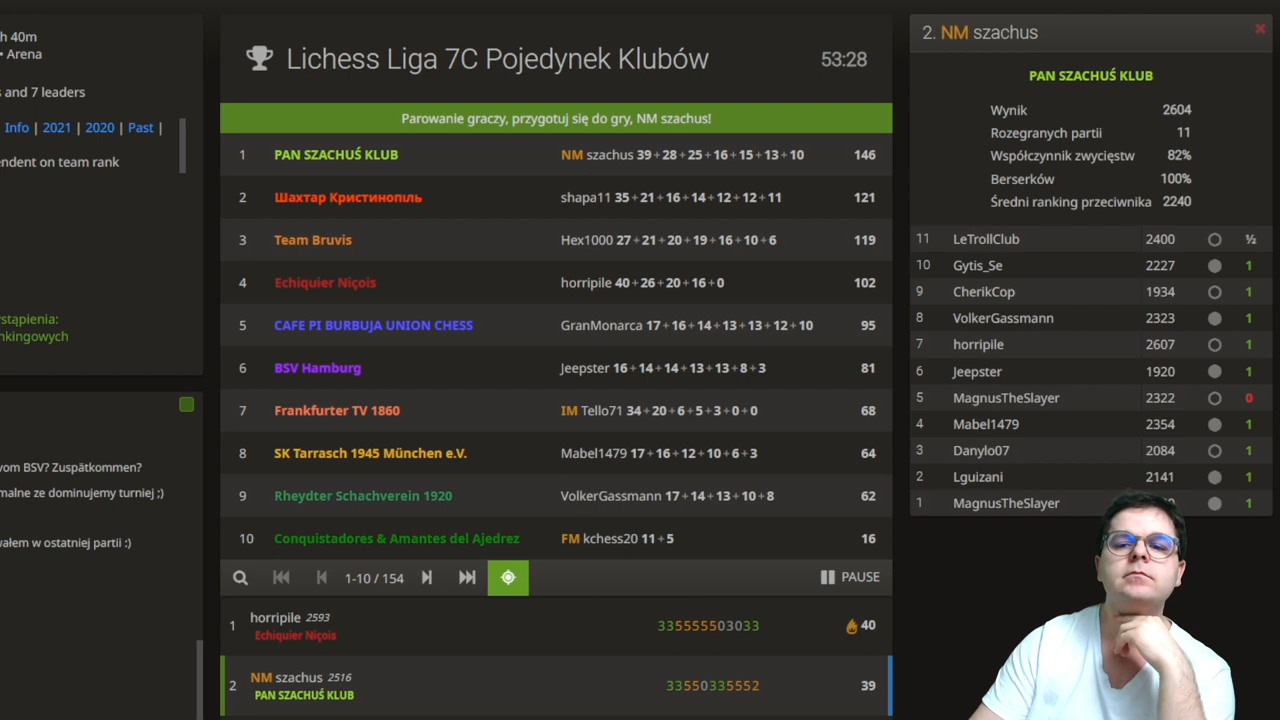 h 40m
• Arena
s and 7 leaders
Info | 2021 | 2020 | Past |
endent on team rank
ystąpienia:
nkingowych
vom BSV? Zuspätkommen?
malne ze dominujemy turniej ;)
wałem w ostatniej partii :)
Lichess Liga 7C Pojedynek Klubów 53:28
Parowanie graczy, przygotuj się do gry, NM szachus!
1 PAN SZACHUŚ KLUB NM szachus 39+28+25+16+15+13+10 146
2 Шахтар Кристинопіль shapa11 35+21+16+14+12+12+11 121
3 Team Bruvis Hex1000 27+21+20+19+16+10+6 119
4 Echiquier Niçois horripile 40+26+20+16+0 102
5 CAFE PI BURBUJA UNION CHESS GranMonarca 17+16+14+13+13+12+10 95
6 BSV Hamburg Jeepster 16+14+14+13+13+8+3 81
7 Frankfurter TV 1860 IM Tello71 34+20+6+5+3+0+0 68
8 SK Tarrasch 1945 München e.V. Mabel1479 17+16+12+10+6+3 64
9 Rheydter Schachverein 1920 VolkerGassmann 17+14+13+10+8 62
10 Conquistadores & Amantes del Ajedrez FM kchess20 11+5 16
1-10 / 154 PAUSE
1 horripile 2593 335555503033 40
Echiquier Niçois
2 NM szachus 2516 33550335552 39
PAN SZACHUŚ KLUB
2. NM szachus
PAN SZACHUŚ KLUB
Wynik 2604
Rozegranych partii 11
Współczynnik zwycięstw 82%
Berserków 100%
Średni ranking przeciwnika 2240
11 LeTrollClub 2400 ½
10 Gytis_Se 2227 1
9 CherikCop 1934 1
8 VolkerGassmann 2323 1
7 horripile 2607 1
6 Jeepster 1920 1
5 MagnusTheSlayer 2322 0
4 Mabel1479 2354 1
3 Danylo07 2084 1
2 Lguizani 2141 1
1 MagnusTheSlayer 1